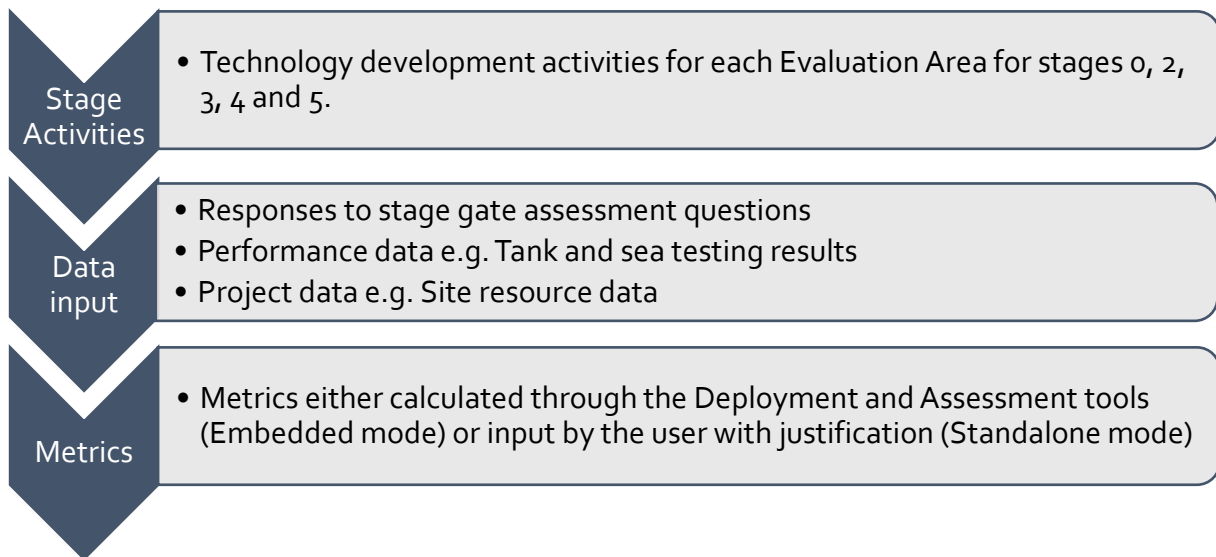 Stage
Activities
• Technology development activities for each Evaluation Area for stages 0, 2,
3, 4 and 5.
Data
input
• Responses to stage gate assessment questions
• Performance data e.g. Tank and sea testing results
• Project data e.g. Site resource data
Metrics
• Metrics either calculated through the Deployment and Assessment tools
(Embedded mode) or input by the user with justification (Standalone mode)